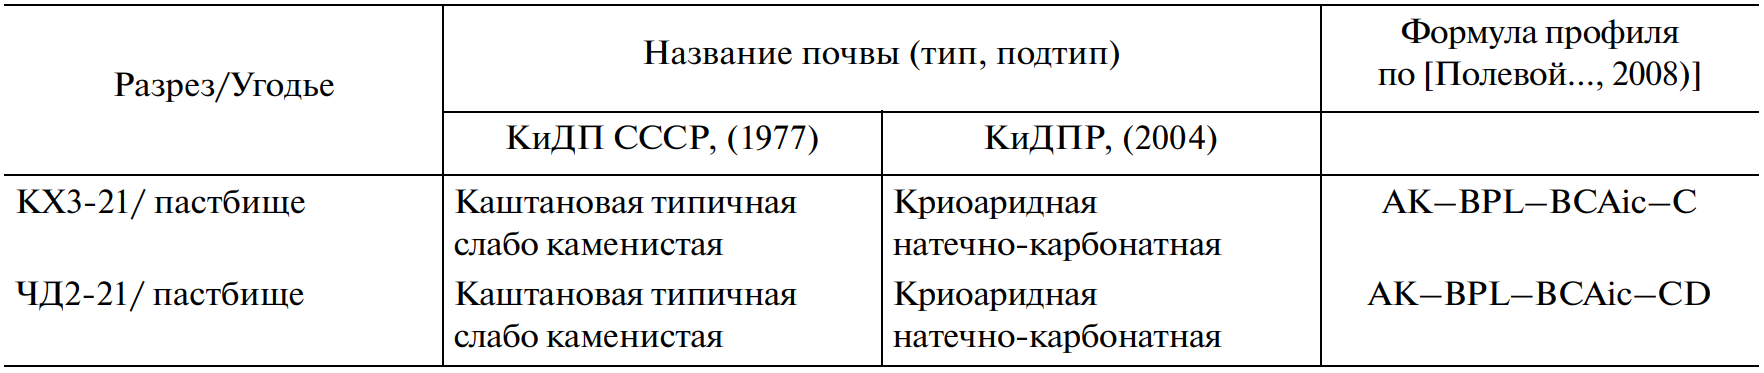 Разрез/Угодье
Название почвы (тип, подтип)
Формула профиля
по [Полевой..., 2008)]
КиДП СССР, (1977)
КиДПР, (2004)
КХЗ-21/ пастбище
Каштановая типичная
слабо каменистая
Криоаридная
натечно-карбонатная
AK–BPL–BCAic–C
ЧД2-21/ пастбище
Каштановая типичная
слабо каменистая
Криоаридная
натечно-карбонатная
AK–BPL–BCAic–CD